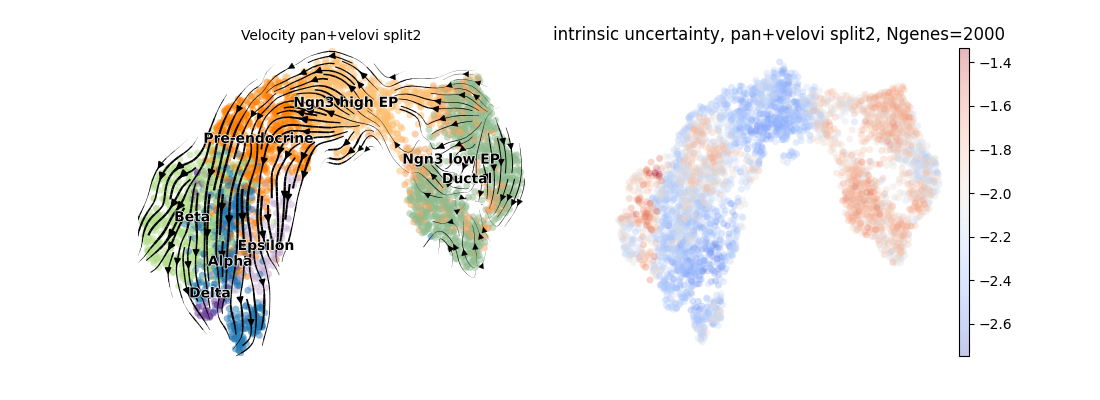 Velocity pan+velovi split2
Ngn3 high EP
Pre-endocrine
Ngn3 low EP
Ductal
Beta
Epsilon
Alpha
Delta
intrinsic uncertainty, pan+velovi split2, Ngenes=2000
−1.4
−1.6
−1.8
−2.0
−2.2
−2.4
−2.6